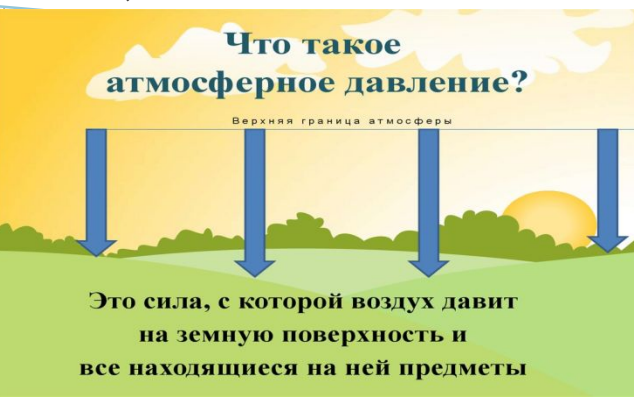 Что такое
атмосферное давление?
Верхняя граница атмосферы
Это сила, с которой воздух давит
на земную поверхность и
все находящиеся на ней предметы